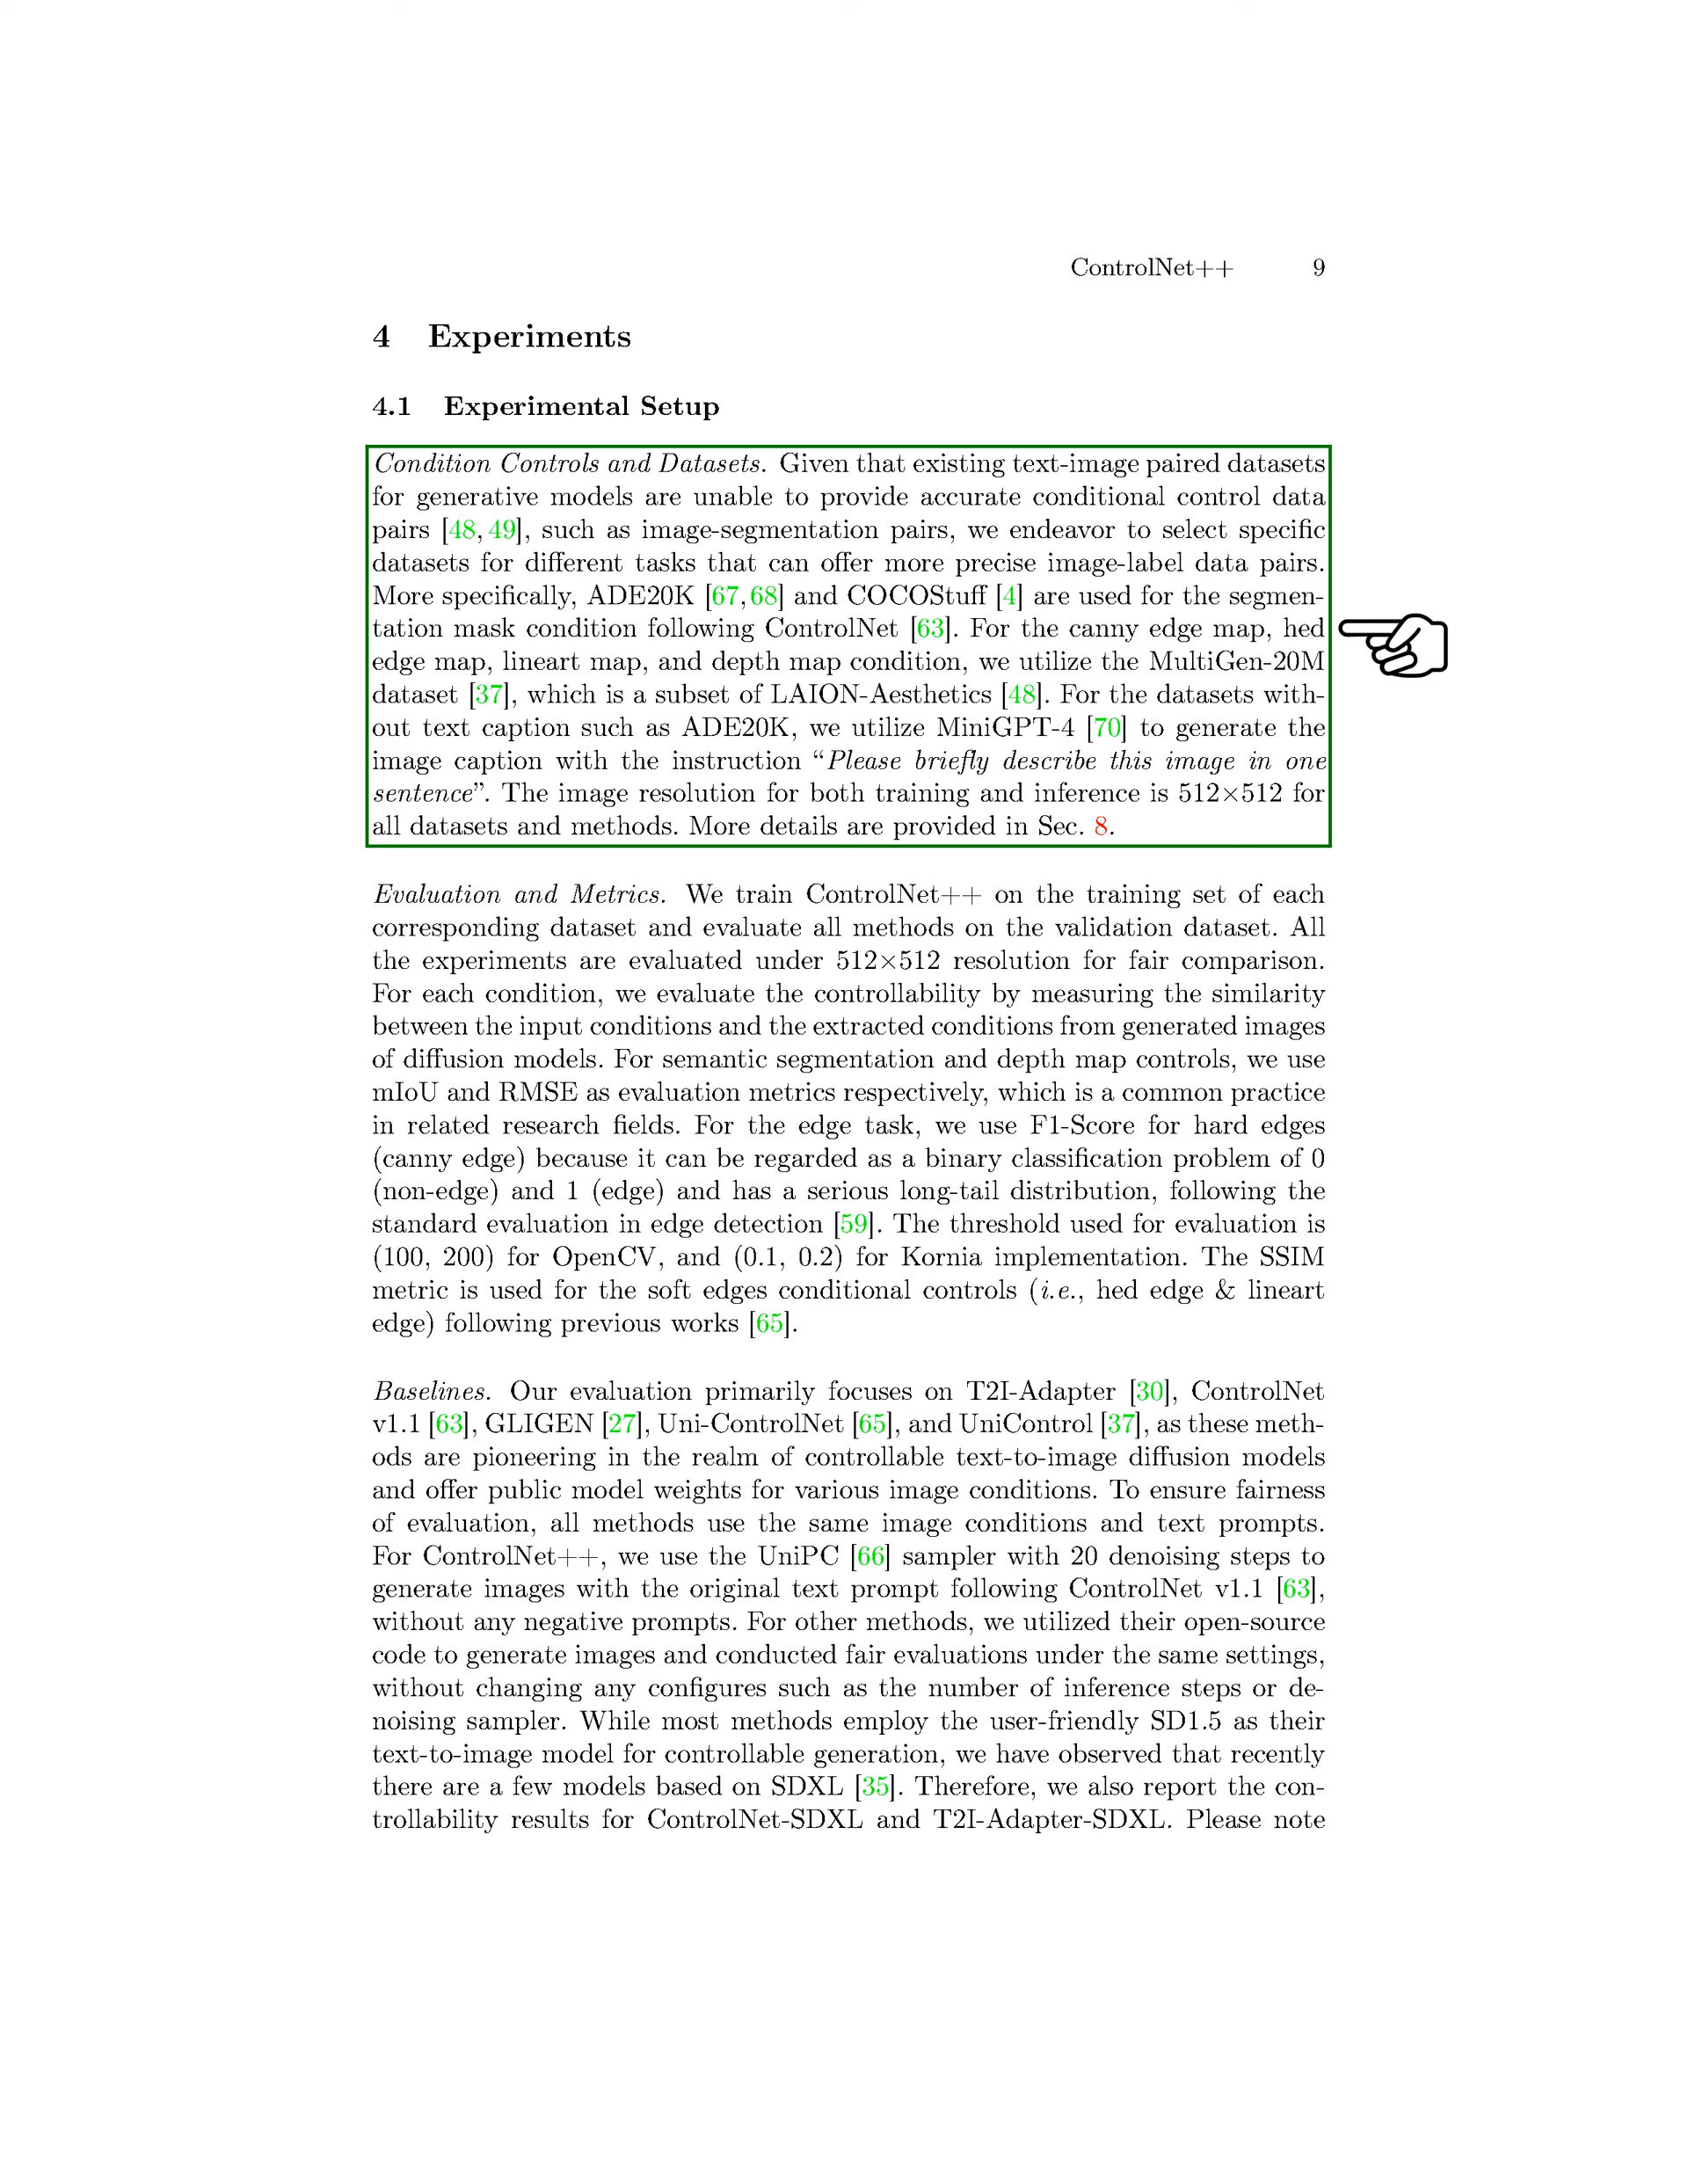 ControlNet++ 9
4 Experiments
4.1 Experimental Setup
Condition Controls and Datasets. Given that existing text-image paired datasets
for generative models are unable to provide accurate conditional control data
pairs [48, 49], such as image-segmentation pairs, we endeavor to select specific
datasets for different tasks that can offer more precise image-label data pairs.
More specifically, ADE20K [67,68] and COCOStuff [4] are used for the segmen-
tation mask condition following ControlNet [63]. For the canny edge map, hed
edge map, lineart map, and depth map condition, we utilize the MultiGen-20M
dataset [37], which is a subset of LAION-Aesthetics [48]. For the datasets with-
out text caption such as ADE20K, we utilize MiniGPT-4 [70] to generate the
image caption with the instruction “Please briefly describe this image in one
sentence”. The image resolution for both training and inference is 512×512 for
all datasets and methods. More details are provided in Sec. 8.
Evaluation and Metrics. We train ControlNet++ on the training set of each
corresponding dataset and evaluate all methods on the validation dataset. All
the experiments are evaluated under 512×512 resolution for fair comparison.
For each condition, we evaluate the controllability by measuring the similarity
between the input conditions and the extracted conditions from generated images
of diffusion models. For semantic segmentation and depth map controls, we use
mIoU and RMSE as evaluation metrics respectively, which is a common practice
in related research fields. For the edge task, we use F1-Score for hard edges
(canny edge) because it can be regarded as a binary classification problem of 0
(non-edge) and 1 (edge) and has a serious long-tail distribution, following the
standard evaluation in edge detection [59]. The threshold used for evaluation is
(100, 200) for OpenCV, and (0.1, 0.2) for Kornia implementation. The SSIM
metric is used for the soft edges conditional controls (i.e., hed edge & lineart
edge) following previous works [65].
Baselines. Our evaluation primarily focuses on T2I-Adapter [30], ControlNet
v1.1 [63], GLIGEN [27], Uni-ControlNet [65], and UniControl [37], as these meth-
ods are pioneering in the realm of controllable text-to-image diffusion models
and offer public model weights for various image conditions. To ensure fairness
of evaluation, all methods use the same image conditions and text prompts.
For ControlNet++, we use the UniPC [66] sampler with 20 denoising steps to
generate images with the original text prompt following ControlNet v1.1 [63],
without any negative prompts. For other methods, we utilized their open-source
code to generate images and conducted fair evaluations under the same settings,
without changing any configures such as the number of inference steps or de-
noising sampler. While most methods employ the user-friendly SD1.5 as their
text-to-image model for controllable generation, we have observed that recently
there are a few models based on SDXL [35]. Therefore, we also report the con-
trollability results for ControlNet-SDXL and T2I-Adapter-SDXL. Please note